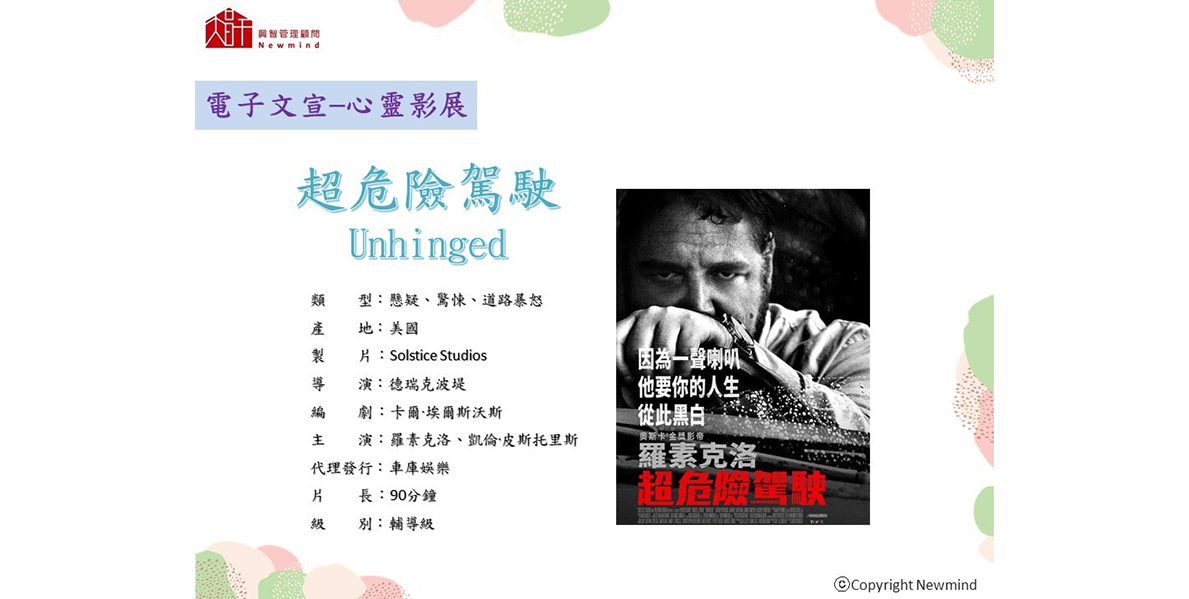 興智管理顧問
Newmind
電子文宣–心靈影展
超危險駕駛
Unhinged
類　　型：懸疑、驚悚、道路暴怒
產　　地：美國
製　　片：Solstice Studios
導　　演：德瑞克波堤
編　　劇：卡爾·埃爾斯沃斯
主　　演：羅素克洛、凱倫·皮斯托里斯
代理發行：車庫娛樂
片　　長：90分鐘
級　　別：輔導級
因為一聲喇叭
他要你的人生
從此黑白
奧斯卡金獎影帝
羅素克洛
超危險駕駛
ⓒCopyright Newmind